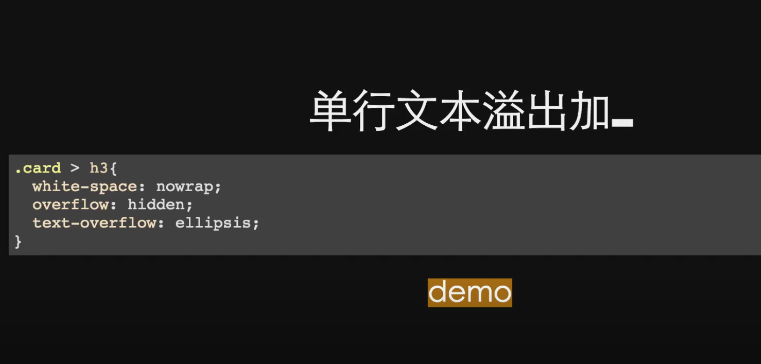 单行文本溢出加...
.card > h3{
  white-space: nowrap;
  overflow: hidden;
  text-overflow: ellipsis;
}
demo